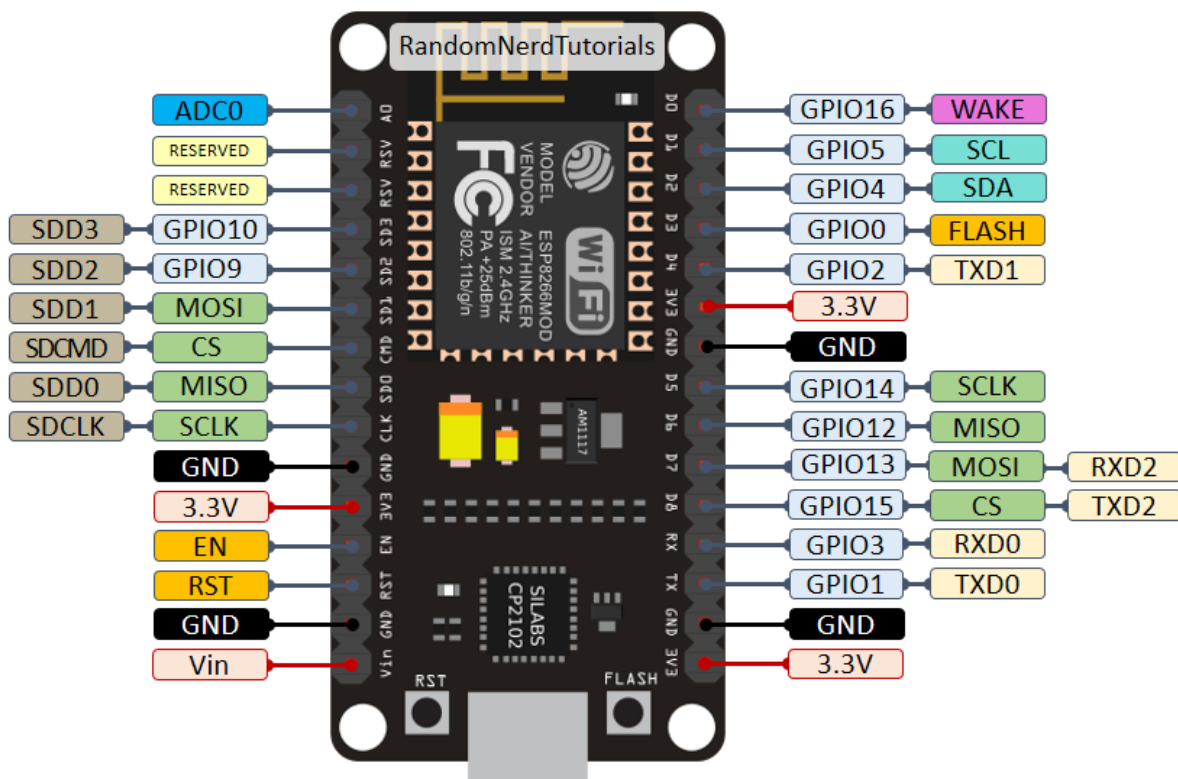 RandomNerdTutorials
ADC0
RESERVED
RESERVED
SDD3 GPIO10
SDD2 GPIO9
SDD1 MOSI
SDCMD CS
SDD0 MISO
SDCLK SCLK
GND
3.3V
EN
RST
GND
Vin
A0
RSV
RSV
SD3
SD2
SD1
CMD
SD0
CLK
GND
3V3
EN
RST
GND
Vin
MODEL ESP8266MOD
VENDOR AI/THINKER
ISM 2.4GHz
PA +25dBm
802.11b/g/n
FC
WiFi
AM1117
SILABS
CP2102
RST
FLASH
D0
D1
D2
D3
D4
3V3
GND
D5
D6
D7
D8
RX
TX
GND
3V3
GPIO16 WAKE
GPIO5 SCL
GPIO4 SDA
GPIO0 FLASH
GPIO2 TXD1
3.3V
GND
GPIO14 SCLK
GPIO12 MISO
GPIO13 MOSI RXD2
GPIO15 CS TXD2
GPIO3 RXD0
GPIO1 TXD0
GND
3.3V